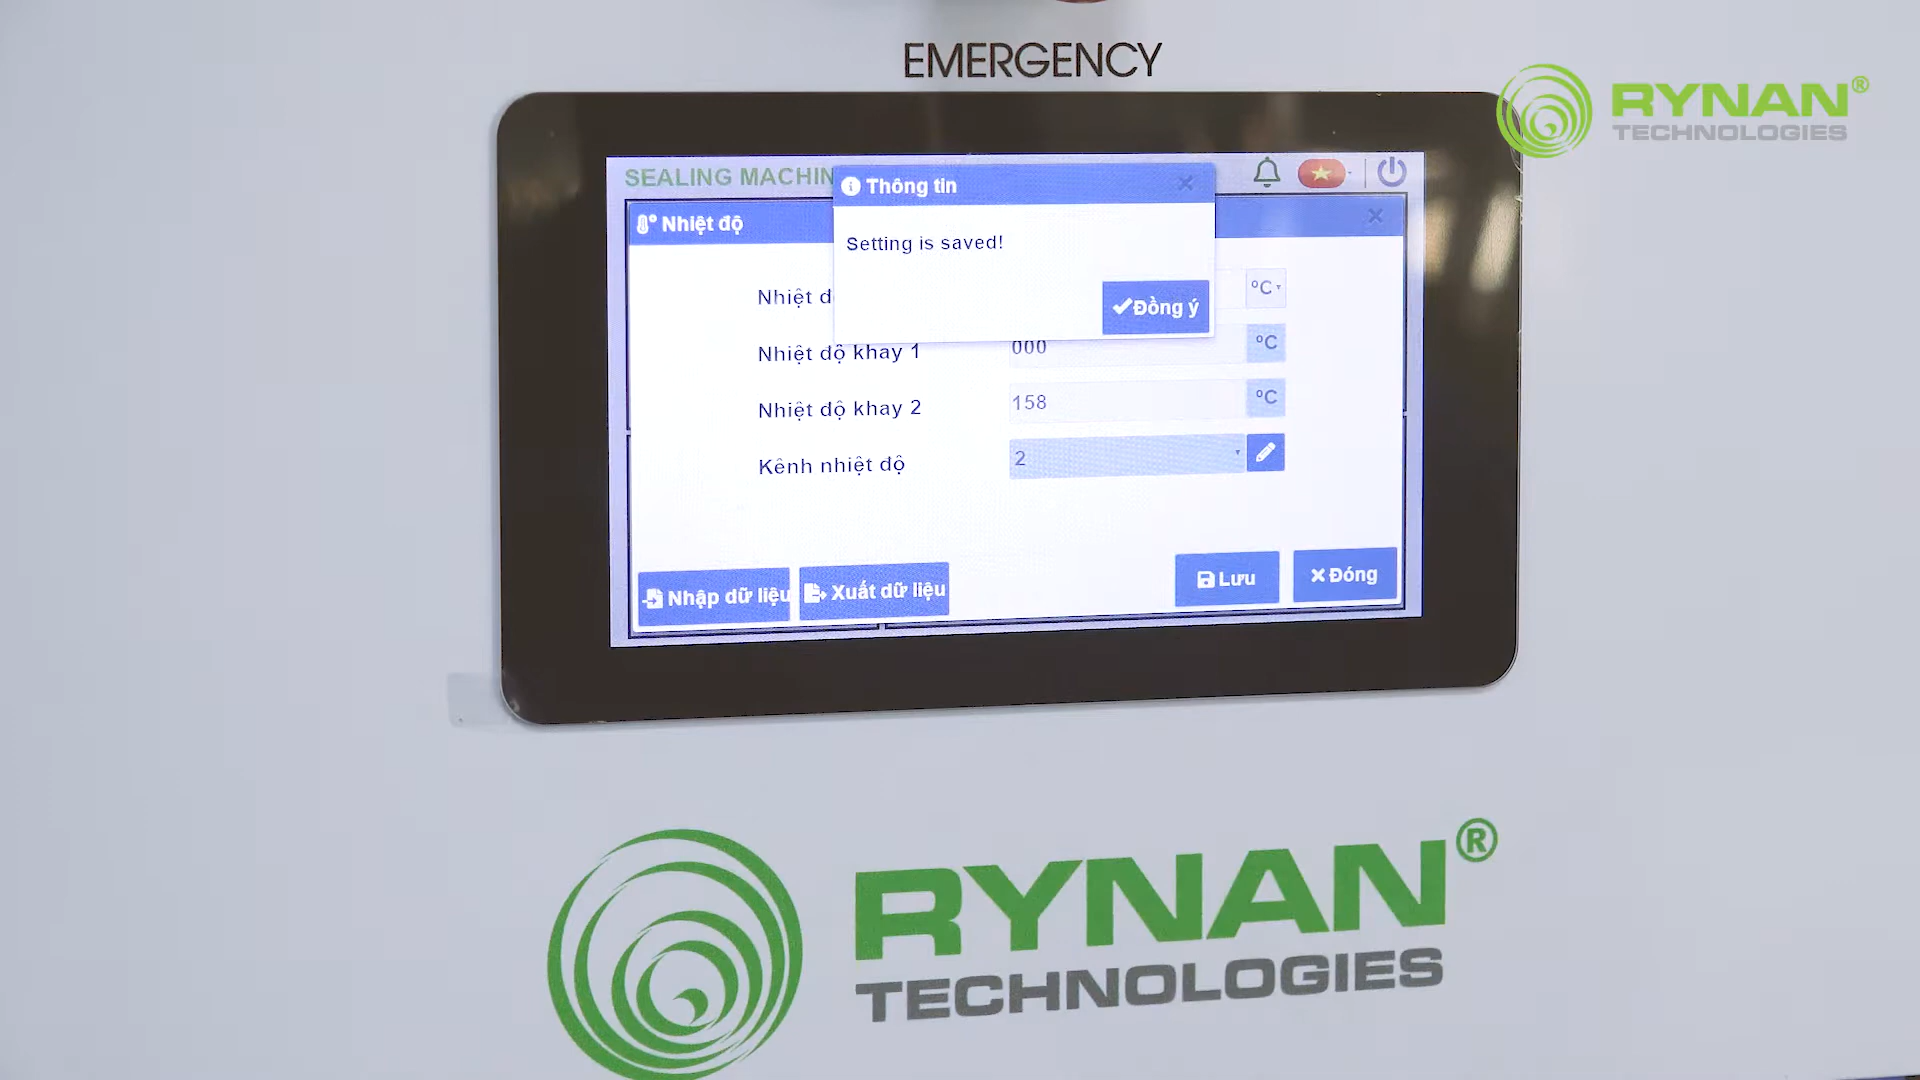 EMERGENCY
RYNAN®
TECHNOLOGIES
SEALING MACHIN
Thông tin
Nhiệt độ
Setting is saved!
Đồng ý
Nhiệt đ
°C
Nhiệt độ khay 1
000
°C
Nhiệt độ khay 2
158
°C
Kênh nhiệt độ
2
Nhập dữ liệu
Xuất dữ liệu
Lưu
Đóng
RYNAN®
TECHNOLOGIES